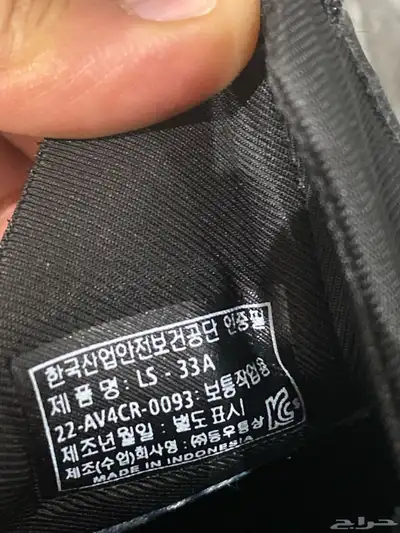 한국산업안전보건공단 인증필
제 품 명 : LS - 33A
22-AV4CR-0093: 보통작업용
제조년월일 : 별도표시
제조(수입)회사명 : ㈜동우통상
MADE IN INDONESIA
KCs
حراج